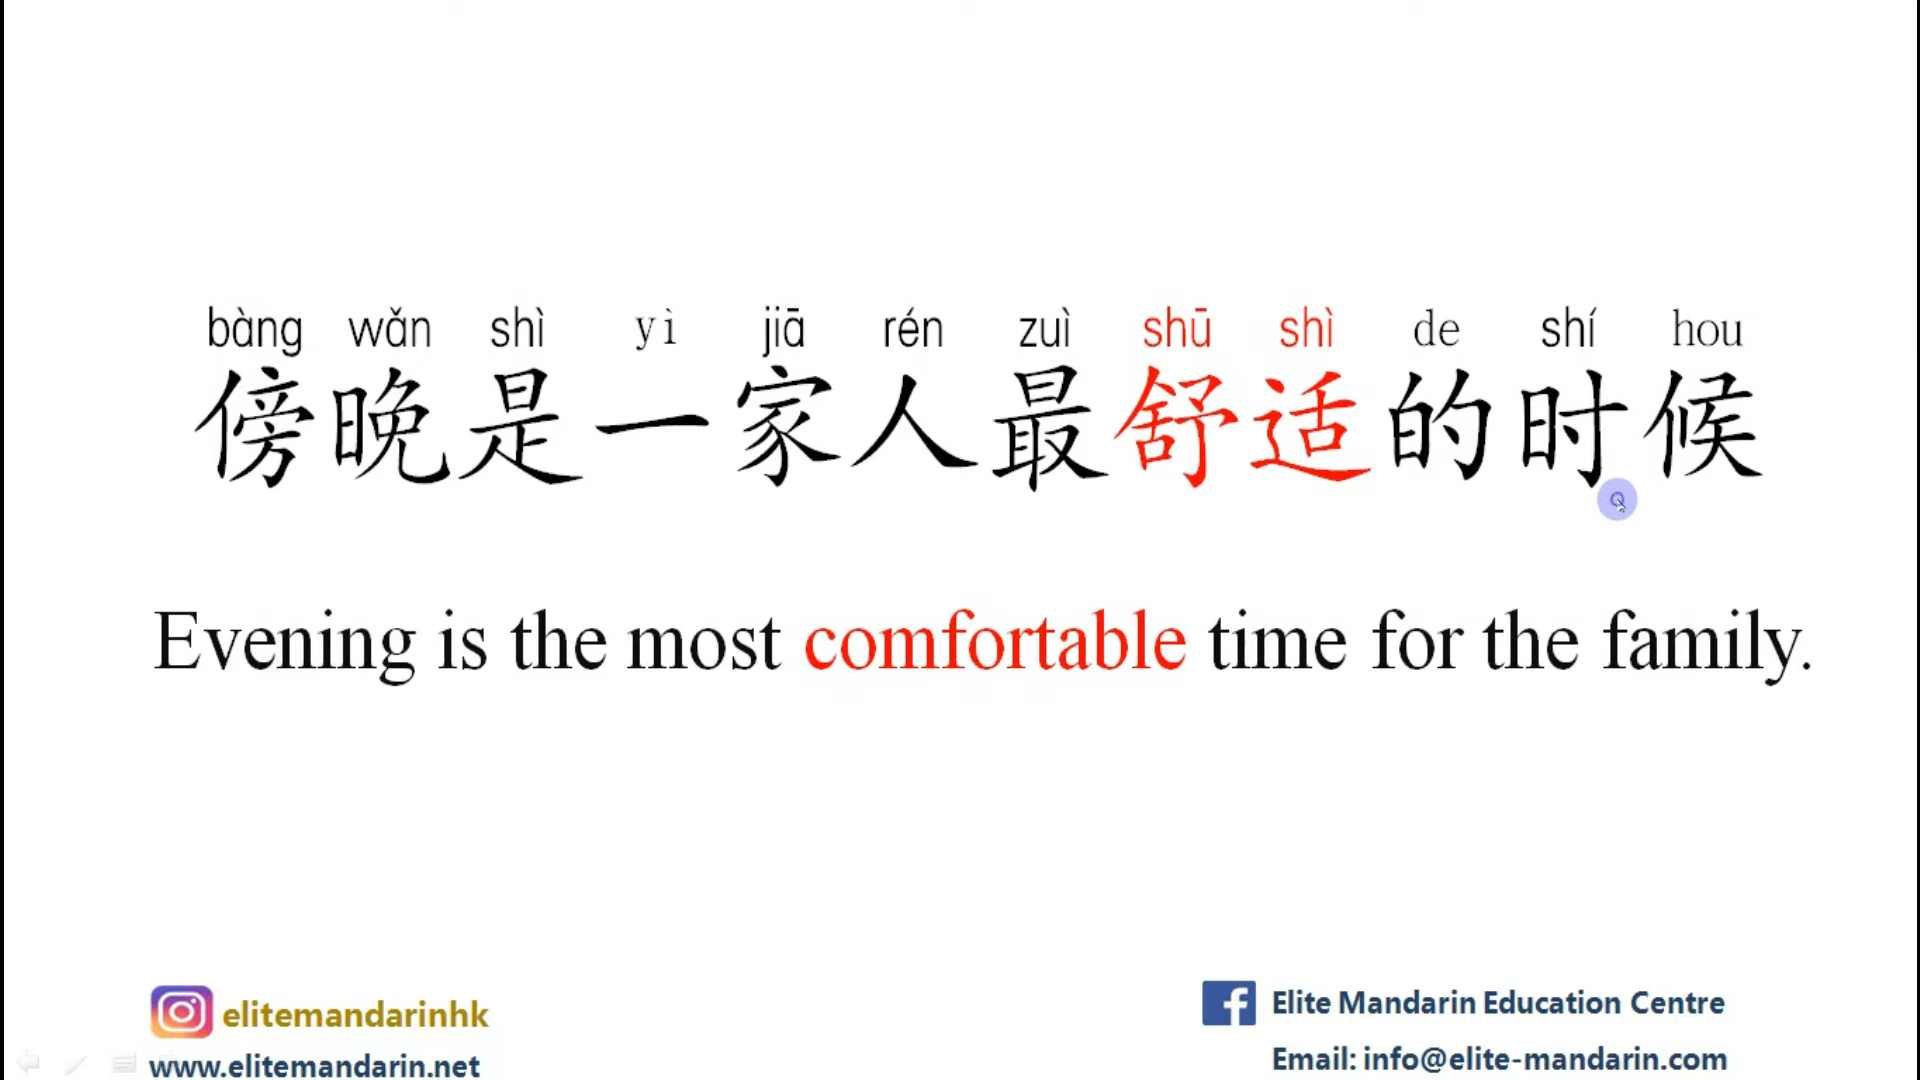 bàng wǎn shì yì jiā rén zuì shū shì de shí hou
傍晚是一家人最舒适的时候
Evening is the most comfortable time for the family.
elitemandarinhk
www.elitemandarin.net
Elite Mandarin Education Centre
Email: info@elite-mandarin.com